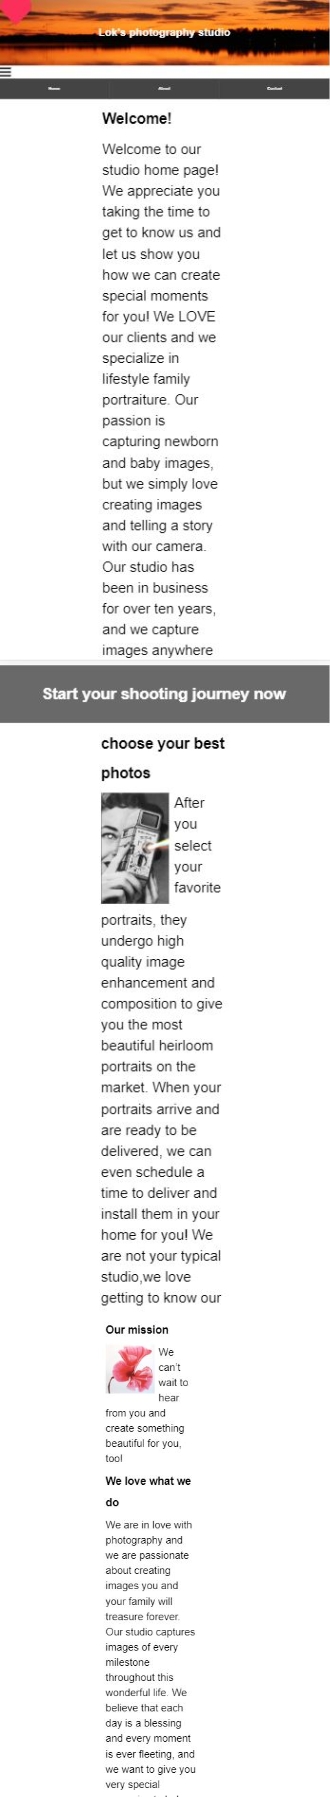 Lok's photography studio
Home
About
Contact
Welcome!
Welcome to our
studio home page!
We appreciate you
taking the time to
get to know us and
let us show you
how we can create
special moments
for you! We LOVE
our clients and we
specialize in
lifestyle family
portraiture. Our
passion is
capturing newborn
and baby images,
but we simply love
creating images
and telling a story
with our camera.
Our studio has
been in business
for over ten years,
and we capture
images anywhere
Start your shooting journey now
choose your best
photos
After
you
select
your
favorite
portraits, they
undergo high
quality image
enhancement and
composition to give
you the most
beautiful heirloom
portraits on the
market. When your
portraits arrive and
are ready to be
delivered, we can
even schedule a
time to deliver and
install them in your
home for you! We
are not your typical
studio,we love
getting to know our
Our mission
We
can't
wait to
hear
from you and
create something
beautiful for you,
too!
We love what we
do
We are in love with
photography and
we are passionate
about creating
images you and
your family will
treasure forever.
Our studio captures
images of every
milestone
throughout this
wonderful life. We
believe that each
day is a blessing
and every moment
is ever fleeting, and
we want to give you
very special